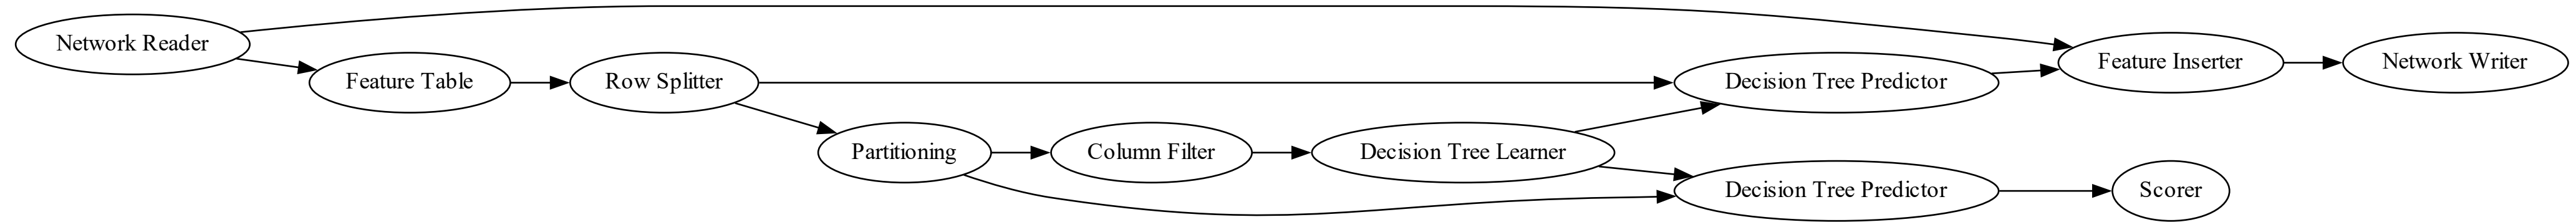 Network Reader
Feature Table
Row Splitter
Partitioning
Column Filter
Decision Tree Learner
Decision Tree Predictor
Decision Tree Predictor
Feature Inserter
Scorer
Network Writer